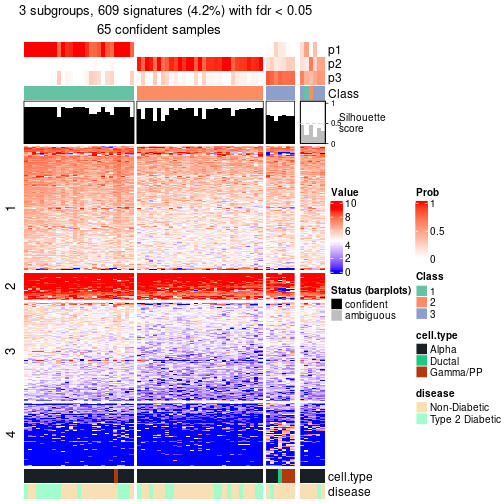 3 subgroups, 609 signatures (4.2%) with fdr < 0.05
65 confident samples
p1
p2
p3
Class
1
0.5
0
Silhouette
score
1
2
3
4
cell.type
disease
Value
10
8
6
4
2
0
Status (barplots)
confident
ambiguous
Prob
1
0.5
0
Class
1
2
3
cell.type
Alpha
Ductal
Gamma/PP
disease
Non-Diabetic
Type 2 Diabetic